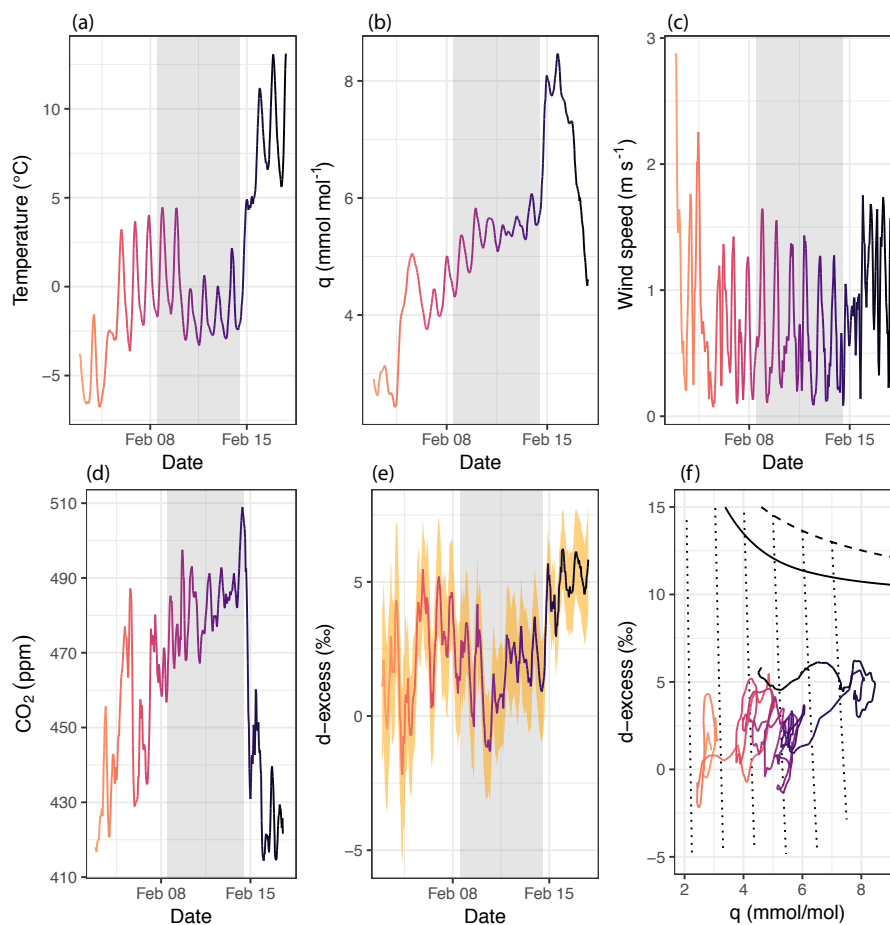 (a)
(b)
(c)
Temperature (°C)
10
5
0
−5
Feb 08
Feb 15
Date
q (mmol mol⁻¹)
8
6
4
Feb 08
Feb 15
Date
Wind speed (m s⁻¹)
3
2
1
0
Feb 08
Feb 15
Date
(d)
(e)
(f)
CO₂ (ppm)
510
490
470
450
430
410
Feb 08
Feb 15
Date
d−excess (‰)
5
0
−5
Feb 08
Feb 15
Date
d−excess (‰)
15
10
5
0
−5
2
4
6
8
q (mmol/mol)